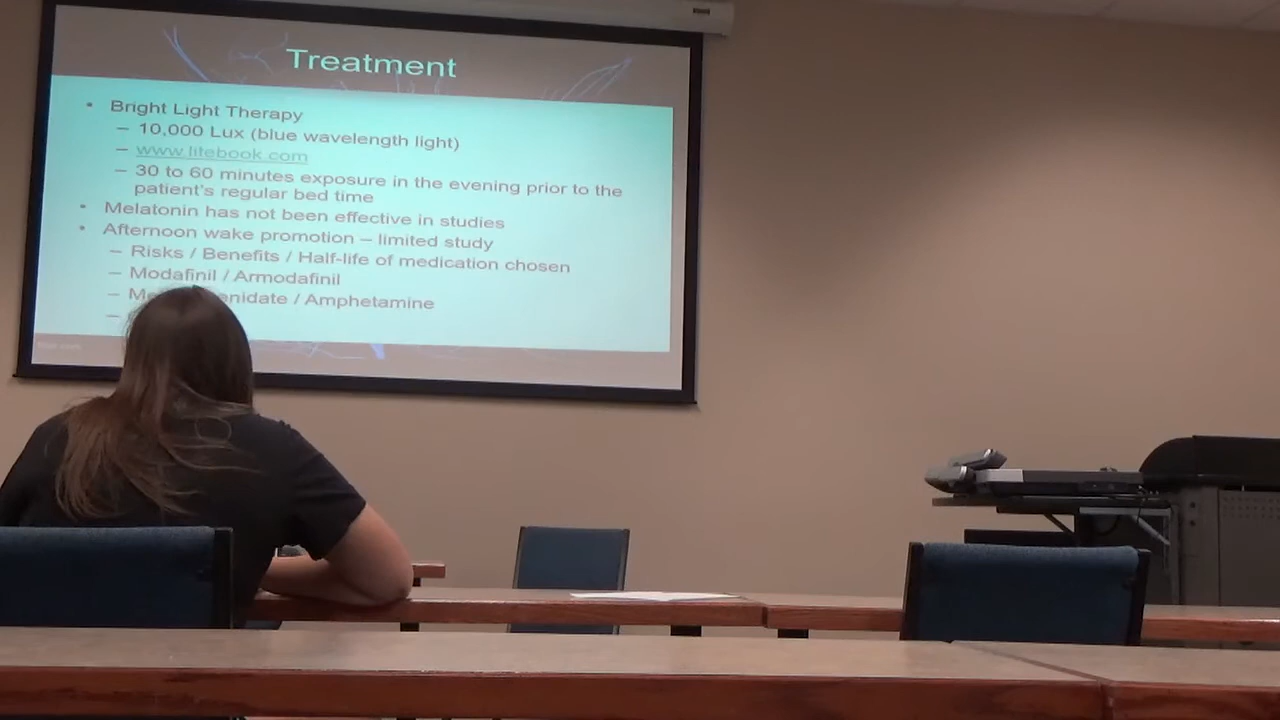 Treatment
• Bright Light Therapy
– 10,000 Lux (blue wavelength light)
– www.litebook.com
– 30 to 60 minutes exposure in the evening prior to the
patient's regular bed time
• Melatonin has not been effective in studies
• Afternoon wake promotion – limited study
– Risks / Benefits / Half-life of medication chosen
– Modafinil / Armodafinil
– / Amphetamine
–